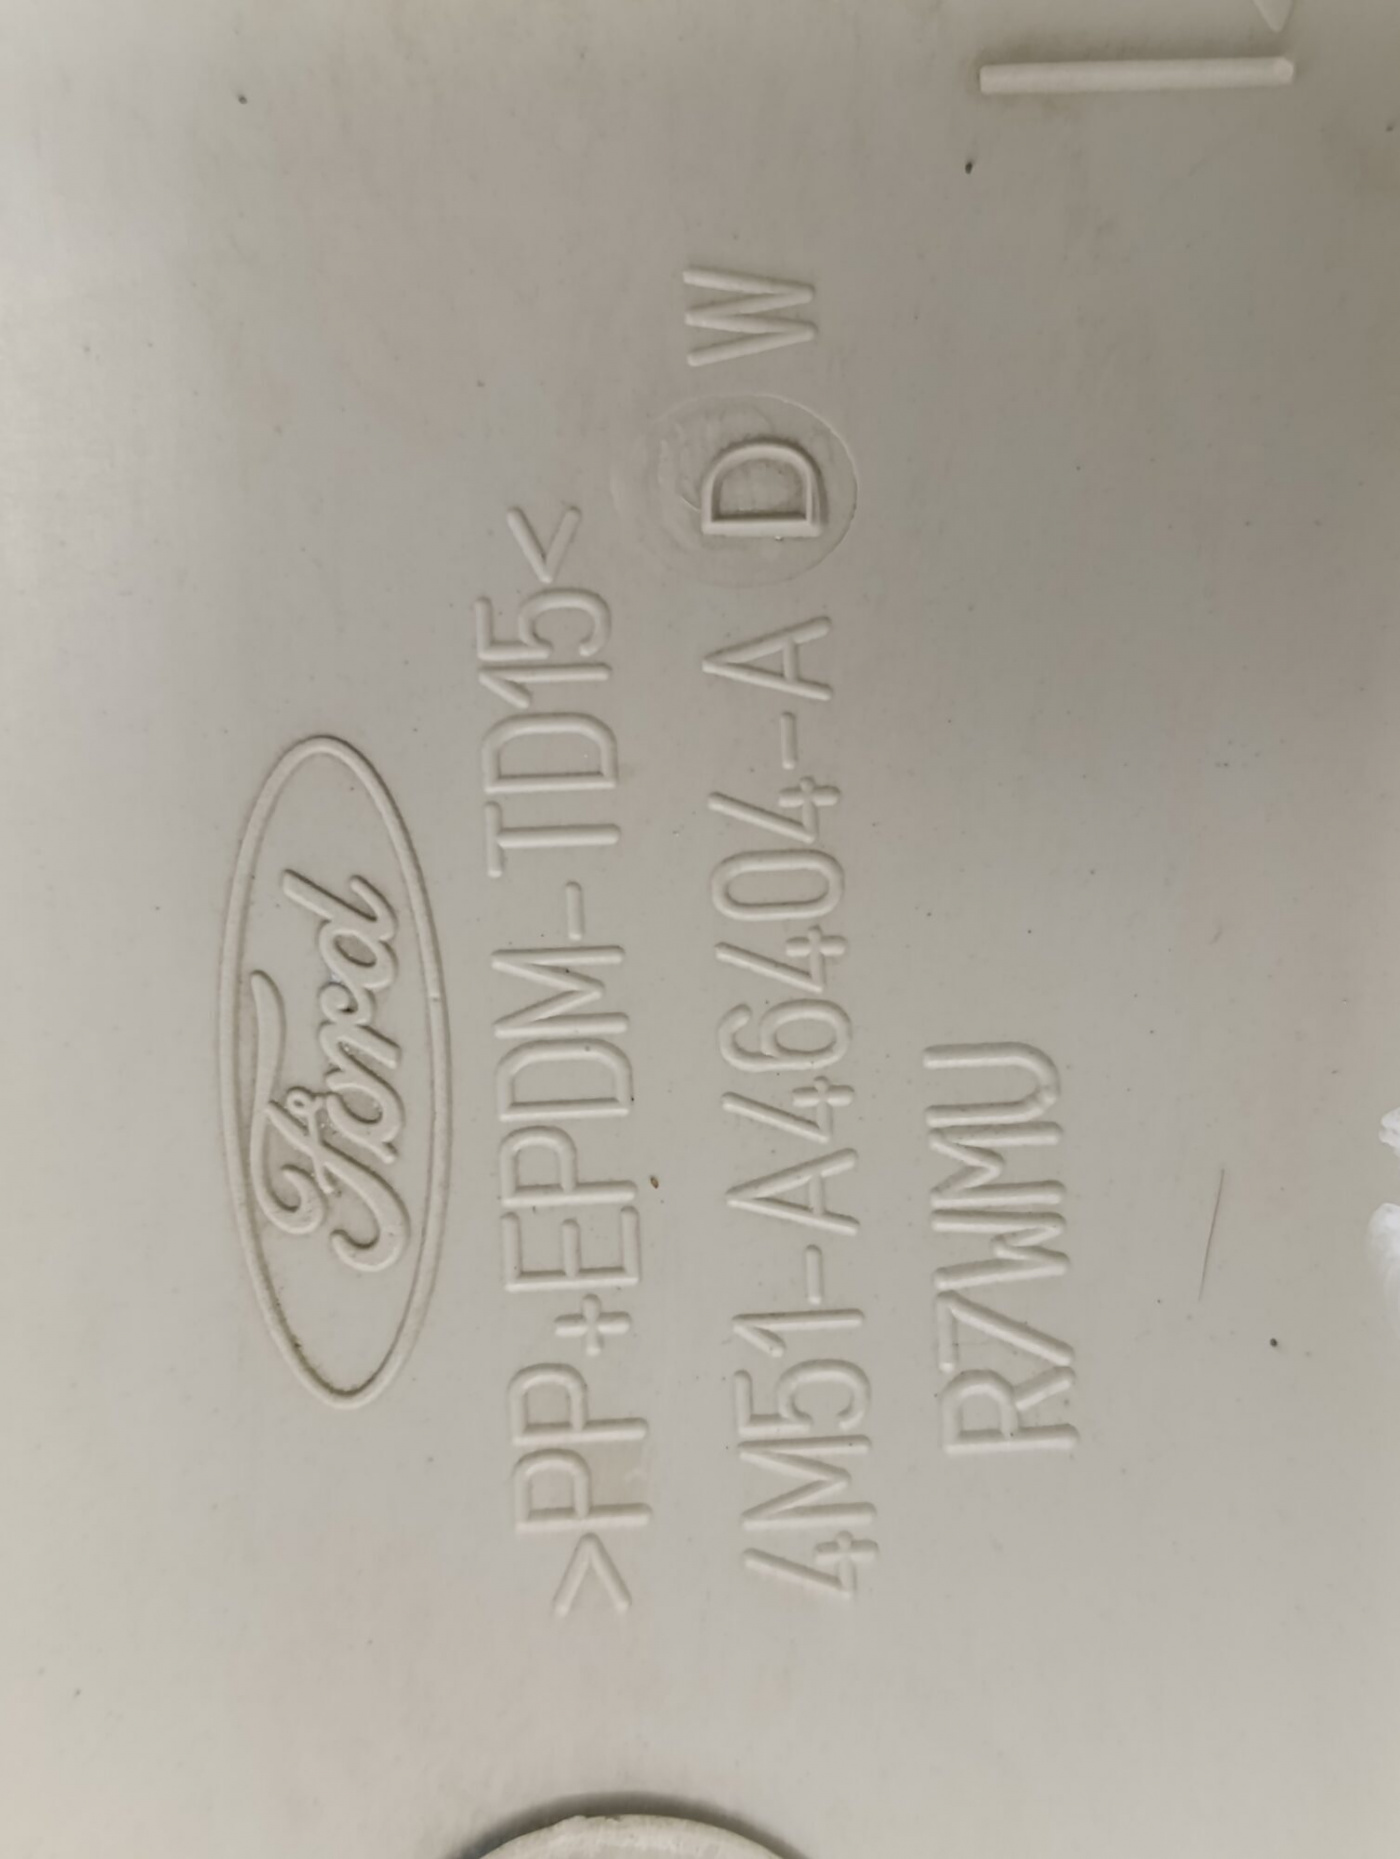 Ford
>PP+EPDM-TD15<
4M51-A46404-A D W
R7WMU